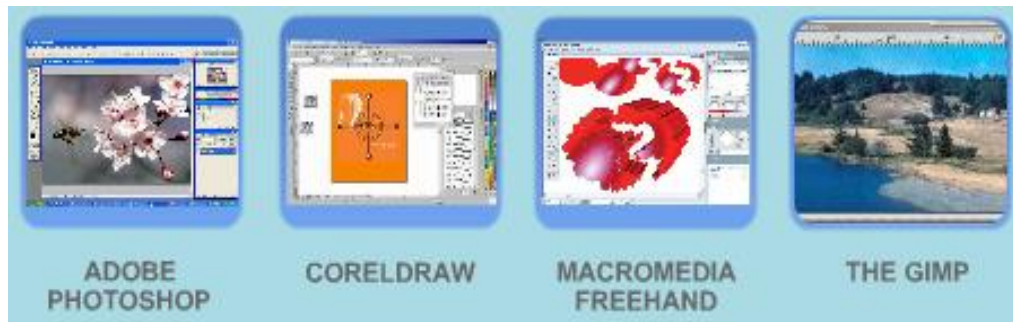 ADOBE
PHOTOSHOP
CORELDRAW
MACROMEDIA
FREEHAND
THE GIMP